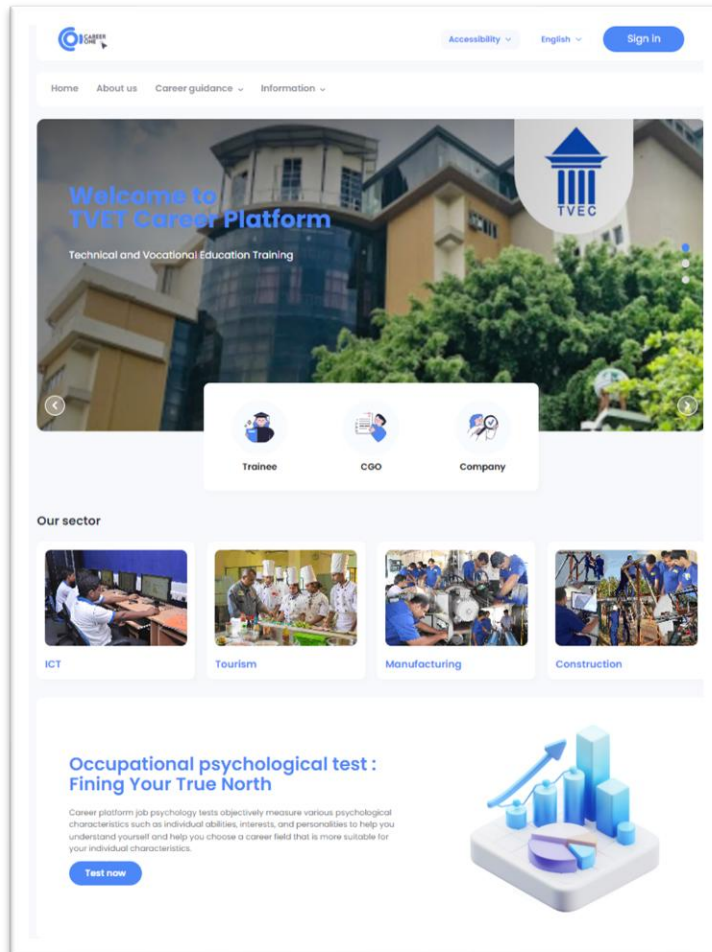 CAREER
ONE
Accessibility
English
Sign in
Home About us Career guidance Information
TVEC
Welcome to
TVET Career Platform
Technical and Vocational Education Training
Trainee CGO Company
Our sector
ICT Tourism Manufacturing Construction
Occupational psychological test :
Fining Your True North
Career platform job psychology tests objectively measure various psychological
characteristics such as individual abilities, interests, and personalities to help you
understand yourself and help you choose a career field that is more suitable for
your individual characteristics.
Test now